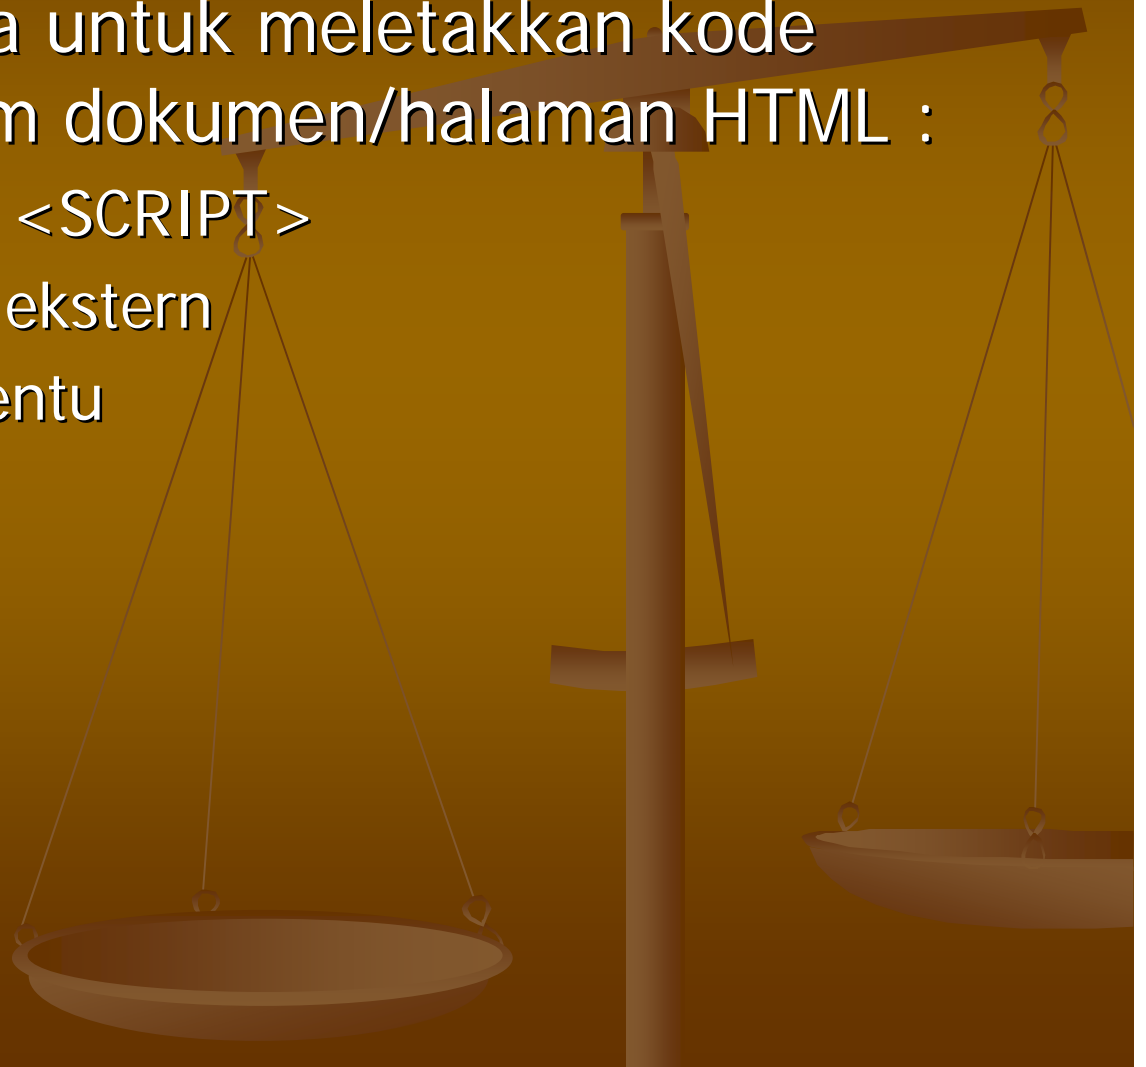 a untuk meletakkan kode
m dokumen/halaman HTML :
<SCRIPT>
ekstern
entu